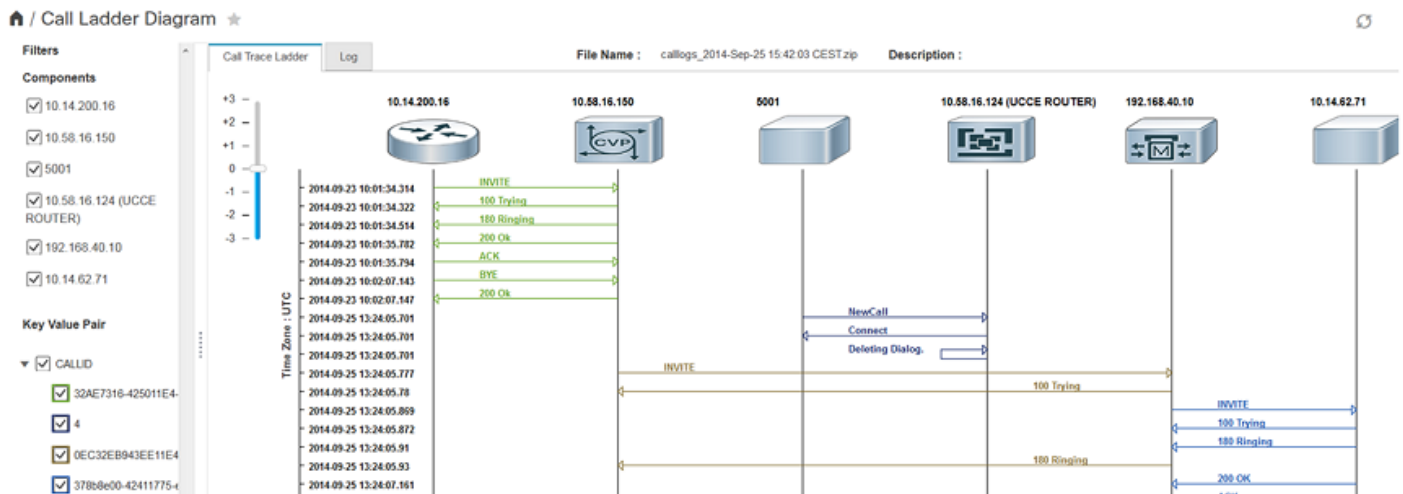 / Call Ladder Diagram
Filters
Components
10.14.200.16
10.58.16.150
5001
10.58.16.124 (UCCE
ROUTER)
192.168.40.10
10.14.62.71
Key Value Pair
CALLID
32AE7316-425011E4-
4
0EC32EB943EE11E4
378b8e00-42411775-
Call Trace Ladder
Log
File Name : calllogs_2014-Sep-25 15:42:03 CEST.zip Description :
+3
+2
+1
0
-1
-2
-3
10.14.200.16 10.58.16.150 5001 10.58.16.124 (UCCE ROUTER) 192.168.40.10 10.14.62.71
CVP
M
Time Zone : UTC
2014-09-23 10:01:34.314 INVITE
2014-09-23 10:01:34.322 100 Trying
2014-09-23 10:01:34.514 180 Ringing
2014-09-23 10:01:35.782 200 Ok
2014-09-23 10:01:35.794 ACK
2014-09-23 10:02:07.143 BYE
2014-09-23 10:02:07.147 200 Ok
2014-09-25 13:24:05.701 NewCall
2014-09-25 13:24:05.701 Connect
2014-09-25 13:24:05.701 Deleting Dialog.
2014-09-25 13:24:05.777 INVITE
2014-09-25 13:24:05.78 100 Trying
2014-09-25 13:24:05.869 INVITE
2014-09-25 13:24:05.872 100 Trying
2014-09-25 13:24:05.91 180 Ringing
2014-09-25 13:24:05.93 180 Ringing
2014-09-25 13:24:07.161 200 OK